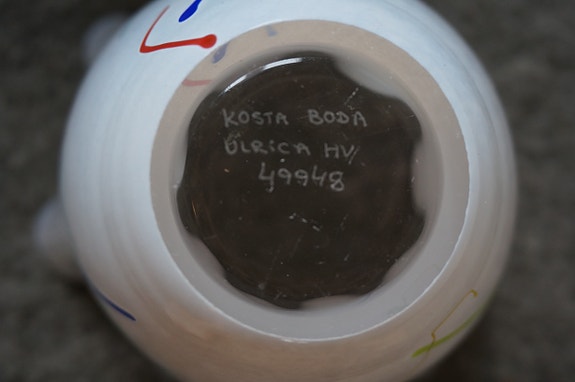 KOSTA BODA
ULRICA HV
49948